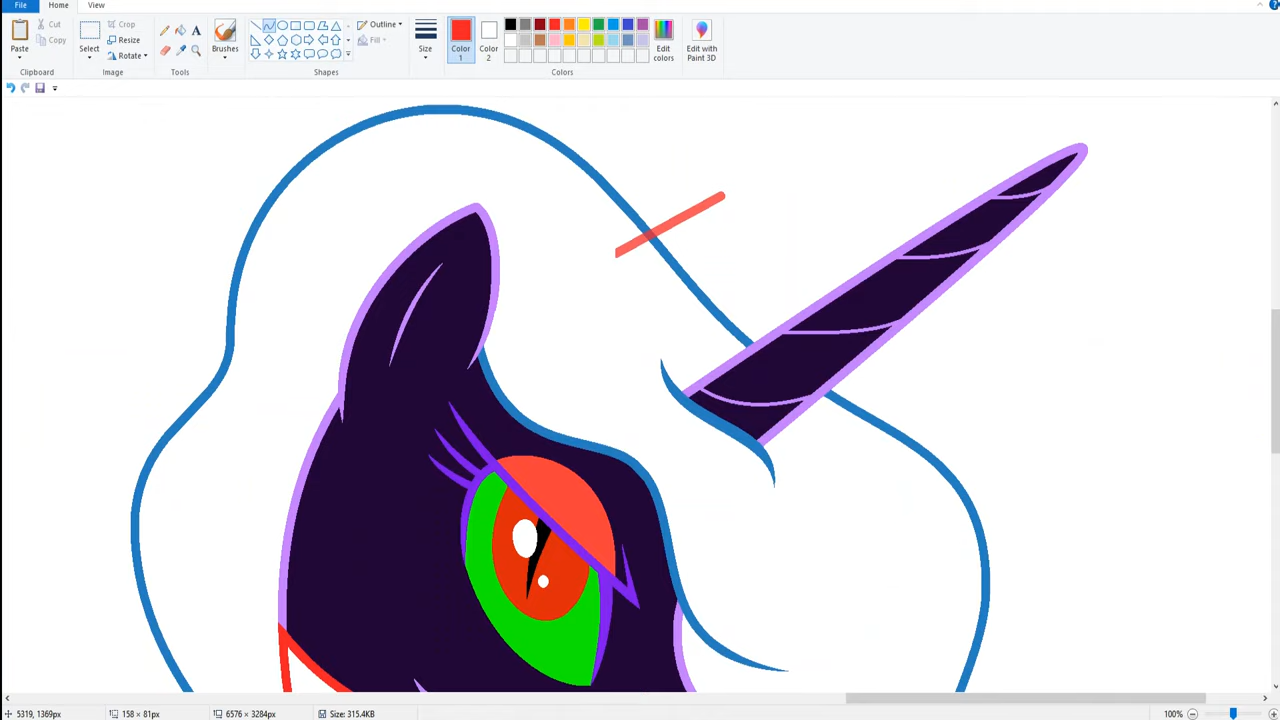 File
Home
View
Paste
Cut
Copy
Clipboard
Select
Crop
Resize
Rotate
Image
A
Tools
Brushes
Outline
Fill
Shapes
Size
Color 1
Color 2
Edit colors
Edit with Paint 3D
Colors
5319, 1369px
158 × 81px
6576 × 3284px
Size: 315.4KB
100%